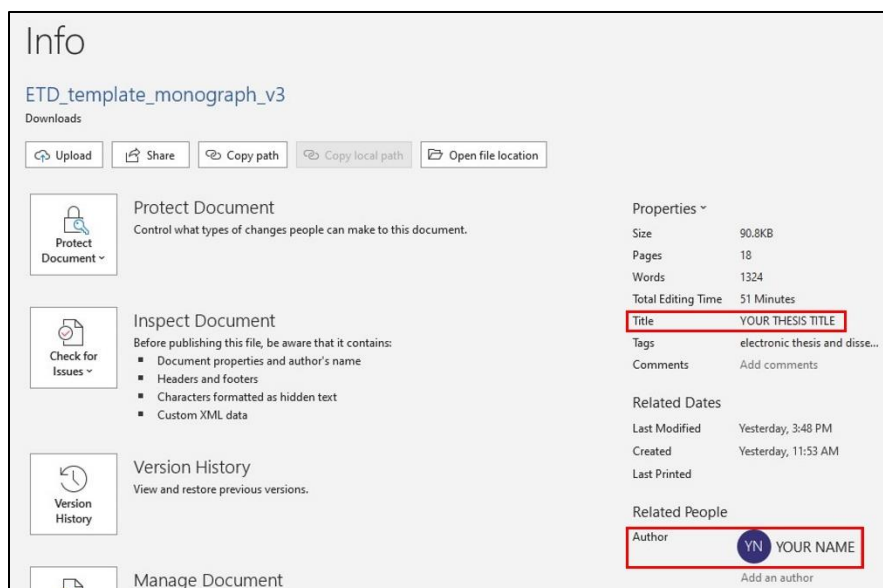 Info
ETD_template_monograph_v3
Downloads
Upload Share Copy path Copy local path Open file location
Protect Document
Protect Document
Control what types of changes people can make to this document.
Check for Issues
Inspect Document
Before publishing this file, be aware that it contains:
Document properties and author's name
Headers and footers
Characters formatted as hidden text
Custom XML data
Version History
Version History
View and restore previous versions.
Manage Document
Properties
Size 90.8KB
Pages 18
Words 1324
Total Editing Time 51 Minutes
Title YOUR THESIS TITLE
Tags electronic thesis and disse...
Comments Add comments
Related Dates
Last Modified Yesterday, 3:48 PM
Created Yesterday, 11:53 AM
Last Printed
Related People
Author YN YOUR NAME
Add an author